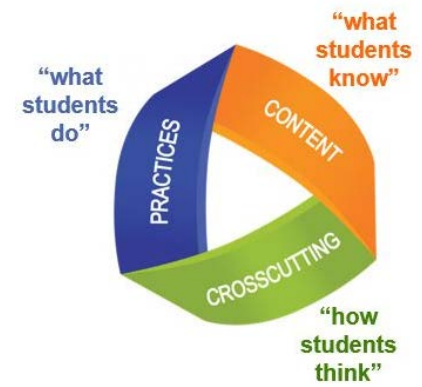 “what
students
know”
“what
students
do”
PRACTICES
CONTENT
CROSSCUTTING
“how
students
think”